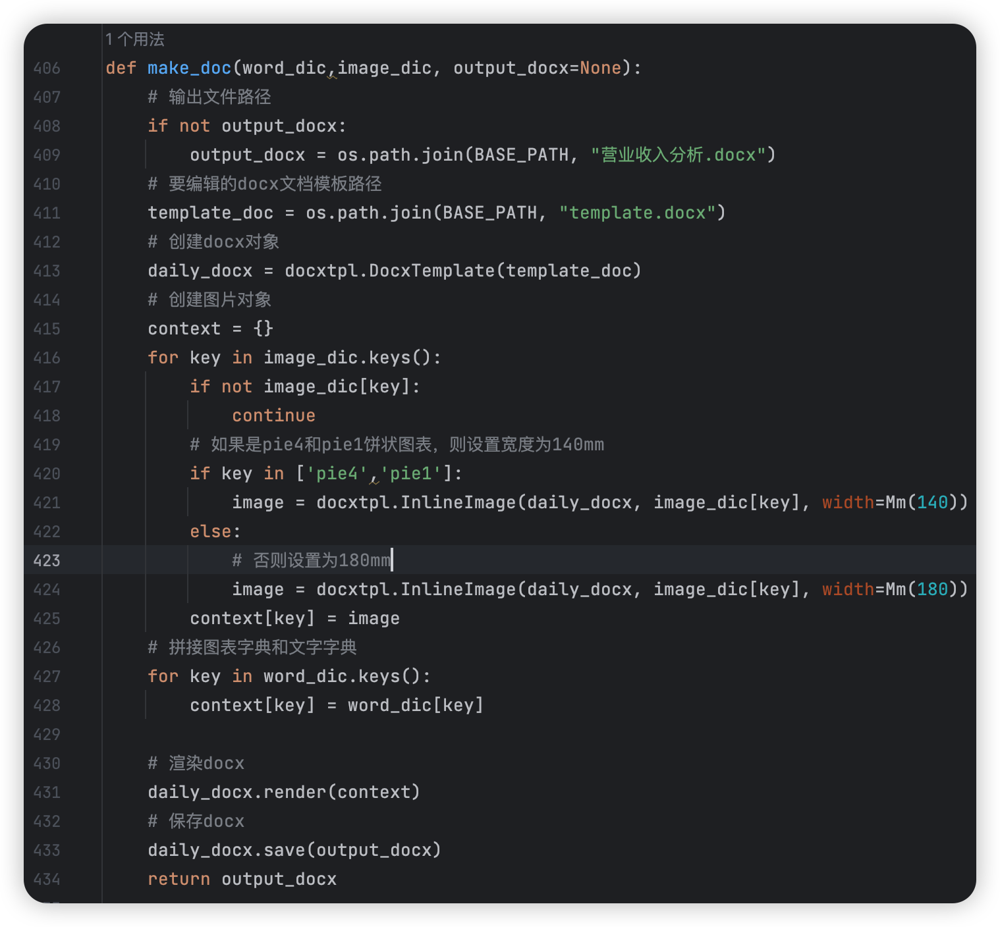 1 个用法
406 def make_doc(word_dic,image_dic, output_docx=None):
407 # 输出文件路径
408 if not output_docx:
409 output_docx = os.path.join(BASE_PATH, "营业收入分析.docx")
410 # 要编辑的docx文档模板路径
411 template_doc = os.path.join(BASE_PATH, "template.docx")
412 # 创建docx对象
413 daily_docx = docxtpl.DocxTemplate(template_doc)
414 # 创建图片对象
415 context = {}
416 for key in image_dic.keys():
417 if not image_dic[key]:
418 continue
419 # 如果是pie4和pie1饼状图表，则设置宽度为140mm
420 if key in ['pie4','pie1']:
421 image = docxtpl.InlineImage(daily_docx, image_dic[key], width=Mm(140))
422 else:
423 # 否则设置为180mm
424 image = docxtpl.InlineImage(daily_docx, image_dic[key], width=Mm(180))
425 context[key] = image
426 # 拼接图表字典和文字字典
427 for key in word_dic.keys():
428 context[key] = word_dic[key]
429
430 # 渲染docx
431 daily_docx.render(context)
432 # 保存docx
433 daily_docx.save(output_docx)
434 return output_docx